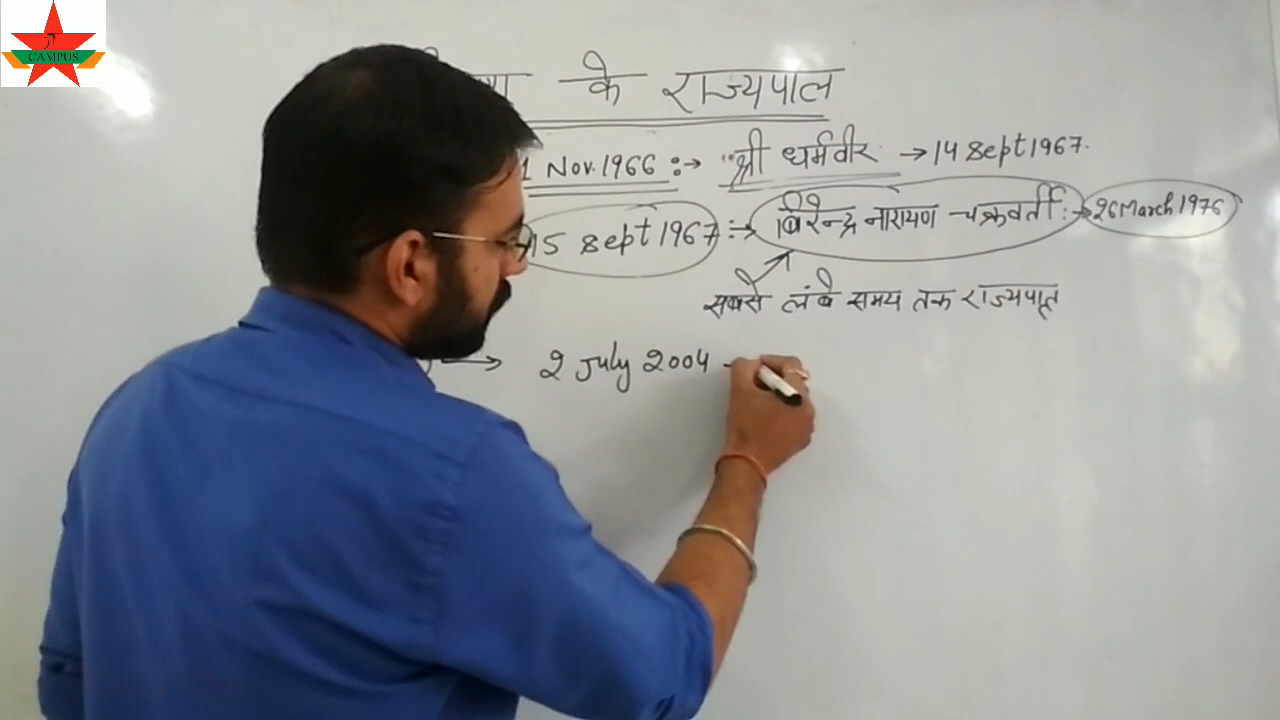 CAMPUS
के राज्यपाल
1 Nov. 1966 :→ "श्री धर्मवीर → 14 Sept 1967.
15 Sept 1967 :→ बिरेन्द्र नारायण चक्रवर्ती :→ 26 March 1976
सबसे लंबे समय तक राज्यपाल
→ 2 July 2004 -